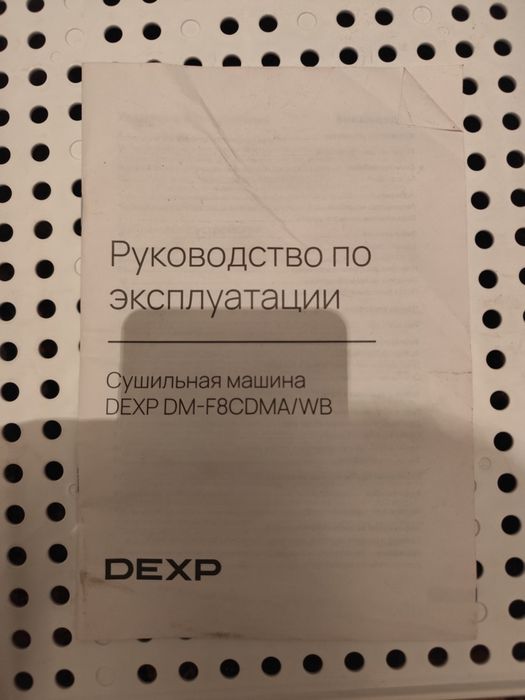 Руководство по
эксплуатации
Сушильная машина
DEXP DM-F8CDMA/WB
DEXP